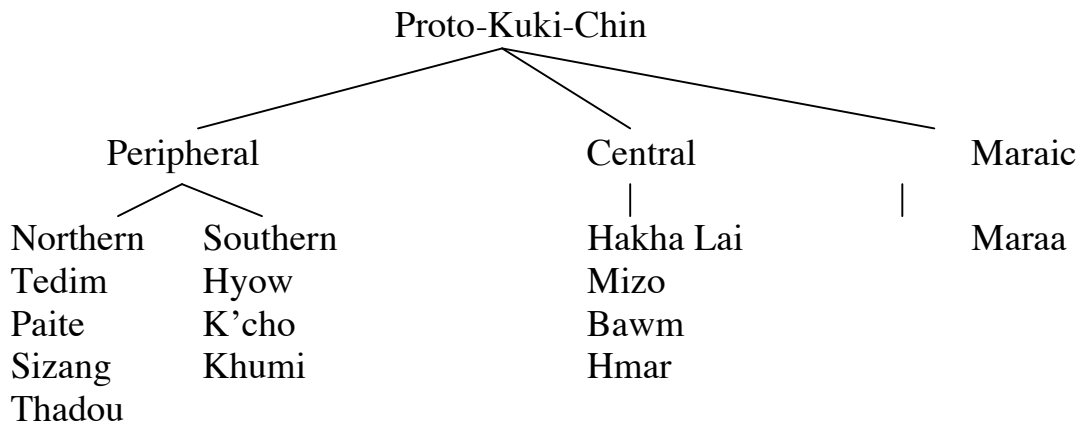 Proto-Kuki-Chin
Peripheral Central Maraic
Northern Southern Hakha Lai Maraa
Tedim Hyow Mizo
Paite K’cho Bawm
Sizang Khumi Hmar
Thadou